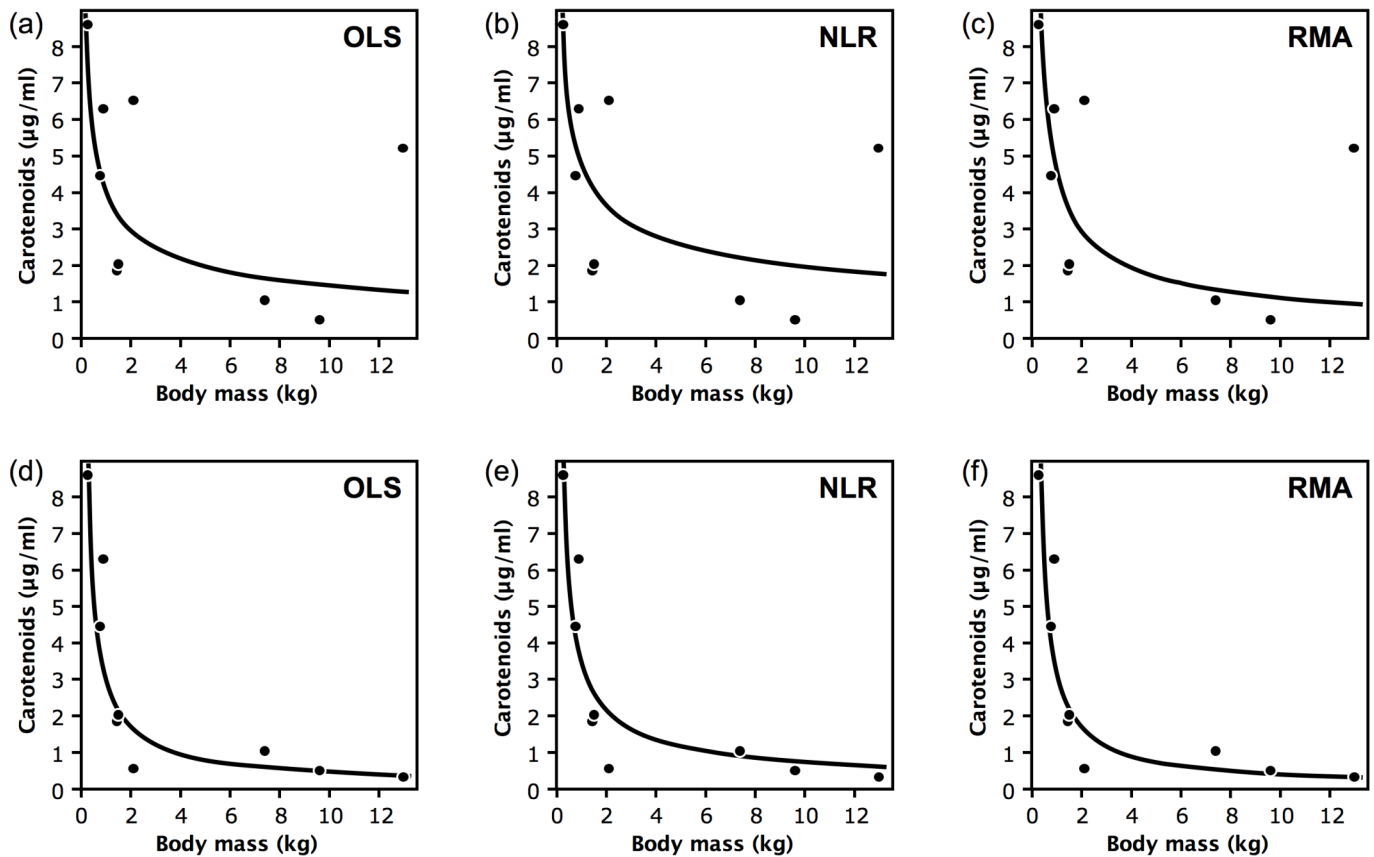 (a) OLS
8
7
6
5
4
3
2
1
0
Carotenoids (µg/ml)
0 2 4 6 8 10 12
Body mass (kg)
(b) NLR
8
7
6
5
4
3
2
1
0
Carotenoids (µg/ml)
0 2 4 6 8 10 12
Body mass (kg)
(c) RMA
8
7
6
5
4
3
2
1
0
Carotenoids (µg/ml)
0 2 4 6 8 10 12
Body mass (kg)
(d) OLS
8
7
6
5
4
3
2
1
0
Carotenoids (µg/ml)
0 2 4 6 8 10 12
Body mass (kg)
(e) NLR
8
7
6
5
4
3
2
1
0
Carotenoids (µg/ml)
0 2 4 6 8 10 12
Body mass (kg)
(f) RMA
8
7
6
5
4
3
2
1
0
Carotenoids (µg/ml)
0 2 4 6 8 10 12
Body mass (kg)